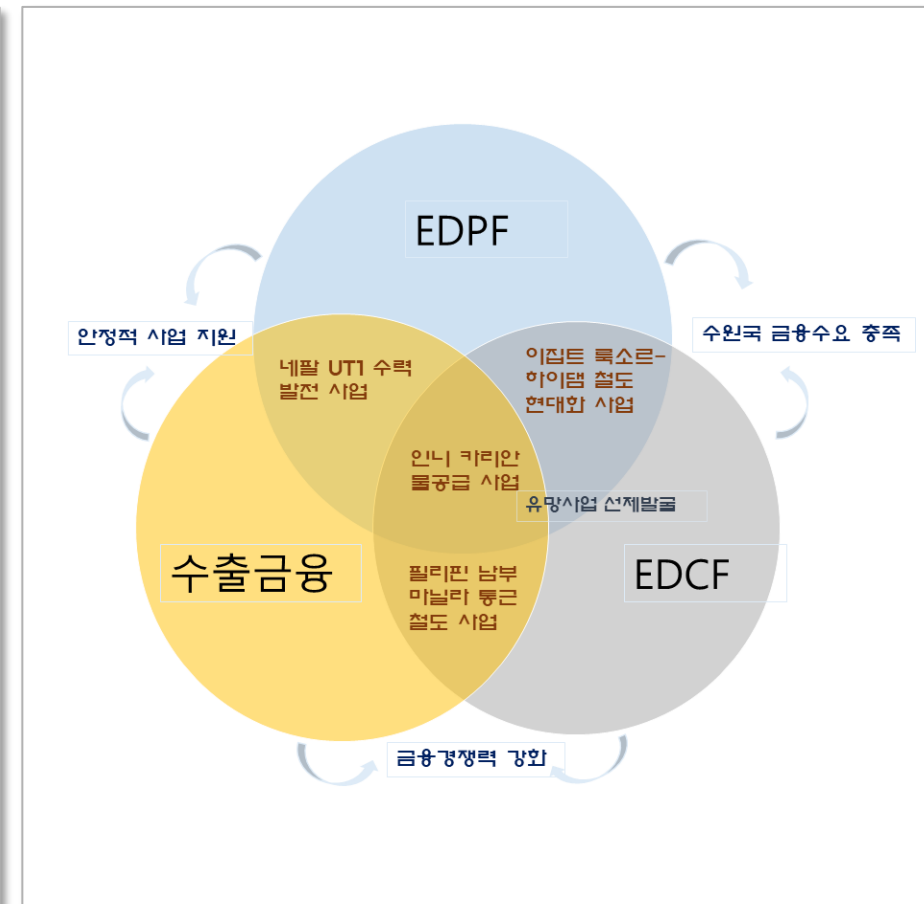 EDPF
안정적 사업 지원
수원국 금융수요 충족
네팔 UT1 수력
발전 사업
이집트 룩소르-
하이댐 철도
현대화 사업
인니 카리안
물공급 사업
유망사업 선제발굴
수출금융
EDCF
필리핀 남부
마닐라 통근
철도 사업
금융경쟁력 강화